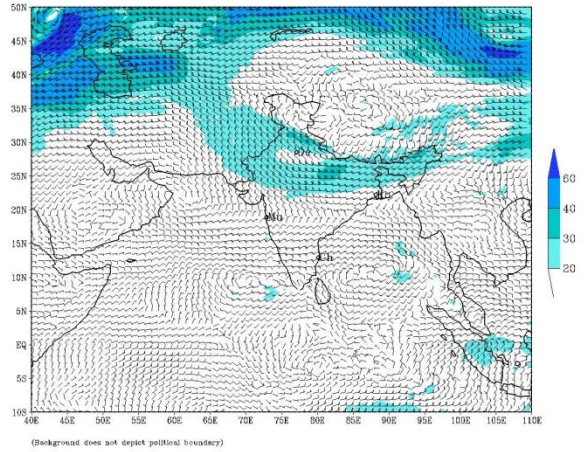 50N
45N
40N
35N
30N
25N
20N
15N
10N
5N
EQ
5S
10S
40E 45E 50E 55E 60E 65E 70E 75E 80E 85E 90E 95E 100E 105E 110E
Mu
Ch
60
40
30
20
(Background does not depict political boundary)